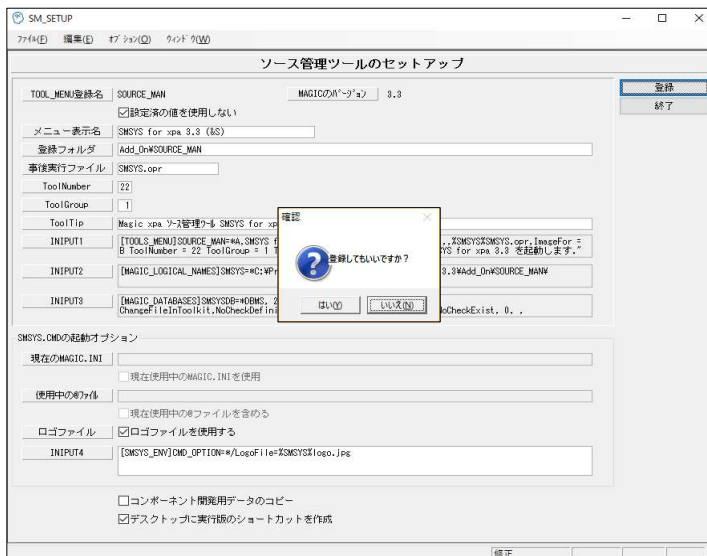 SM_SETUP
ファイル(F) 編集(E) オプション(O) ウィンドウ(W)
ソース管理ツールのセットアップ
TOOL_MENU登録名 SOURCE_MAN MAGICのバージョン 3.3
登録
終了
設定済の値を使用しない
メニュー表示名 SMSYS for xpa 3.3 (&S)
登録フォルダ Add_On¥SOURCE_MAN
事後実行ファイル SMSYS.opr
ToolNumber 22
ToolGroup 1
ToolTip Magic xpa ソース管理ツール SMSYS for xp
INIPUT1 [TOOLS_MENU]SOURCE_MAN=*A,SMSYS f ,,%SMSYS%SMSYS.opr,ImageFor =
B ToolNumber = 22 ToolGroup = 1 T YS for xpa 3.3 を起動します."
INIPUT2 [MAGIC_LOGICAL_NAMES]SMSYS=*C:¥Pr 3.3¥Add_On¥SOURCE_MAN¥
INIPUT3 [MAGIC_DATABASES]SMSYSDB=*DBMS, 2
ChangeFileInToolkit,NoCheckDefini oCheckExist, 0, ,
確認
登録してもいいですか？
はい(Y) いいえ(N)
SMSYS.CMDの起動オプション
現在のMAGIC.INI
現在使用中のMAGIC.INIを使用
使用中の@ファイル
現在使用中の@ファイルを含める
ロゴファイル ロゴファイルを使用する
INIPUT4 [SMSYS_ENV]CMD_OPTION=*/LogoFile=%SMSYS%logo.jpg
コンポーネント開発用データのコピー
デスクトップに実行版のショートカットを作成
修正